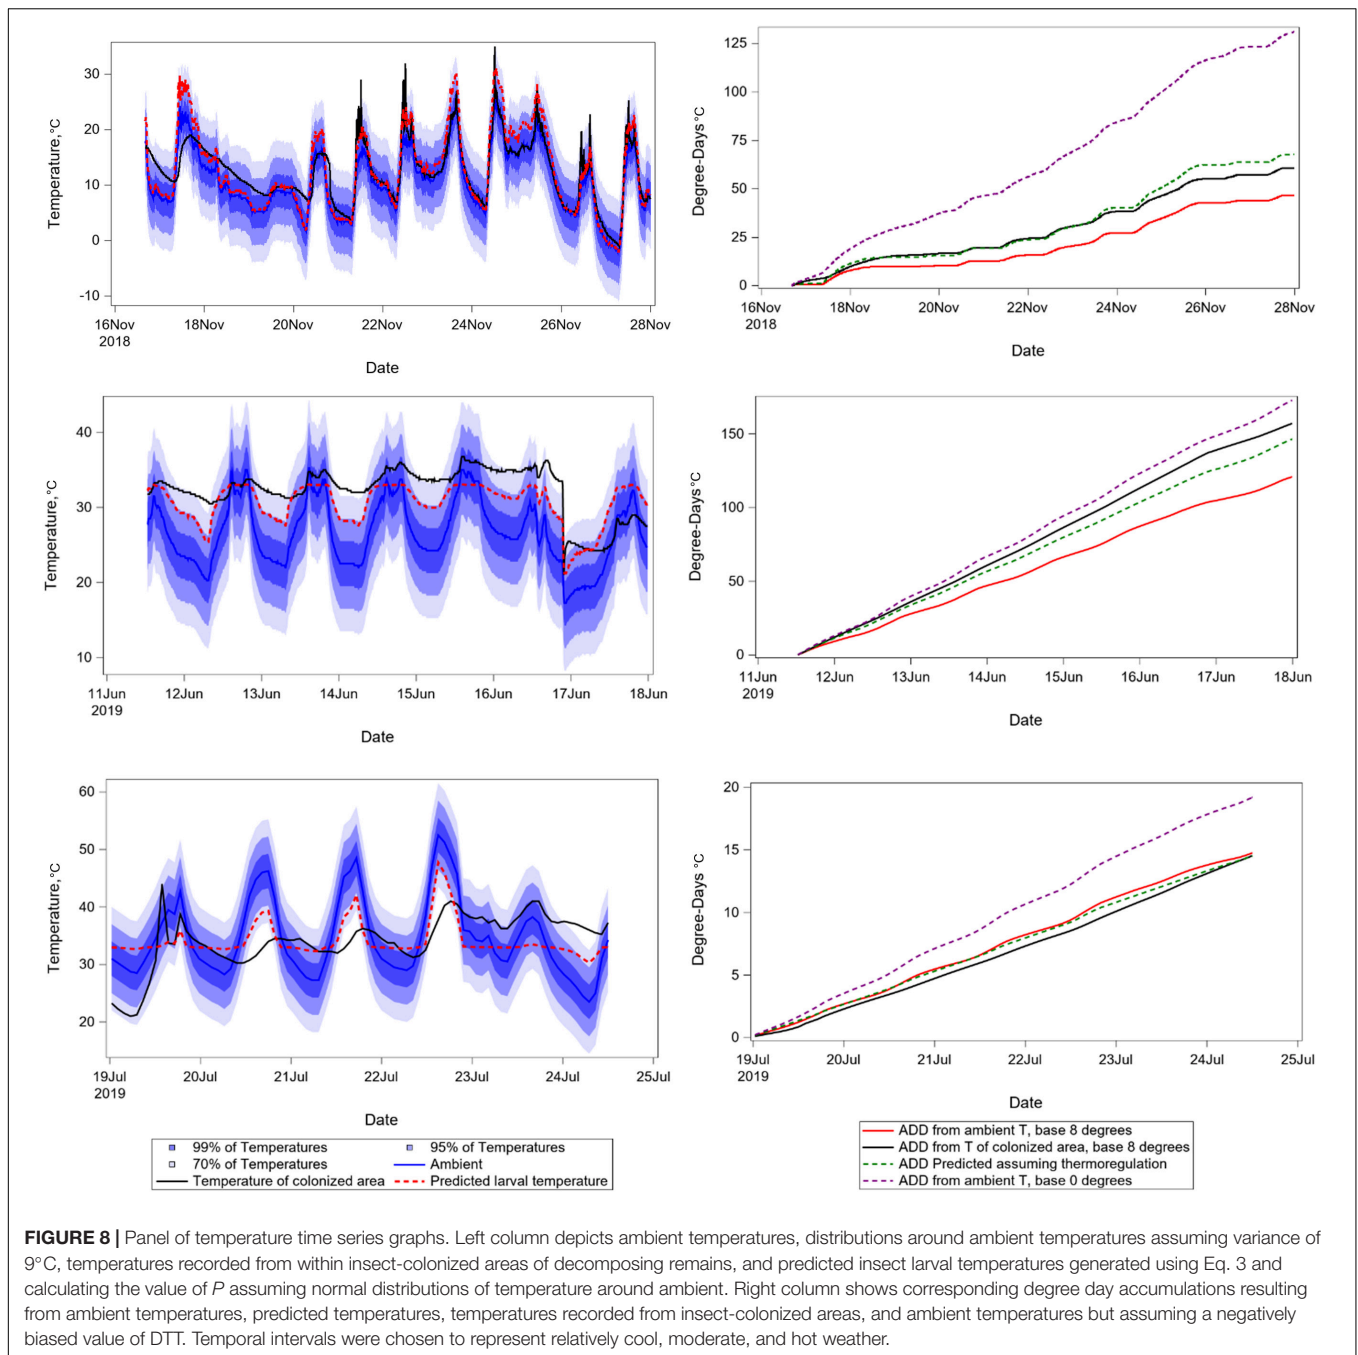 30
20
10
0
-10
Temperature,°C
16Nov
2018
18Nov
20Nov
22Nov
24Nov
26Nov
28Nov
Date
125
100
75
50
25
0
Degree-Days°C
16Nov
2018
18Nov
20Nov
22Nov
24Nov
26Nov
28Nov
Date
40
30
20
10
Temperature,°C
11Jun
2019
12Jun
13Jun
14Jun
15Jun
16Jun
17Jun
18Jun
Date
150
100
50
0
Degree-Days°C
11Jun
2019
12Jun
13Jun
14Jun
15Jun
16Jun
17Jun
18Jun
Date
60
50
40
30
20
Temperature,°C
19Jul
2019
20Jul
21Jul
22Jul
23Jul
24Jul
25Jul
Date
20
15
10
5
0
Degree-Days°C
19Jul
2019
20Jul
21Jul
22Jul
23Jul
24Jul
25Jul
Date
99% of Temperatures
95% of Temperatures
70% of Temperatures
Ambient
Temperature of colonized area
Predicted larval temperature
ADD from ambient T, base 8 degrees
ADD from T of colonized area, base 8 degrees
ADD Predicted assuming thermoregulation
ADD from ambient T, base 0 degrees
FIGURE 8 | Panel of temperature time series graphs. Left column depicts ambient temperatures, distributions around ambient temperatures assuming variance of
9°C, temperatures recorded from within insect-colonized areas of decomposing remains, and predicted insect larval temperatures generated using Eq. 3 and
calculating the value of P assuming normal distributions of temperature around ambient. Right column shows corresponding degree day accumulations resulting
from ambient temperatures, predicted temperatures, temperatures recorded from insect-colonized areas, and ambient temperatures but assuming a negatively
biased value of DTT. Temporal intervals were chosen to represent relatively cool, moderate, and hot weather.